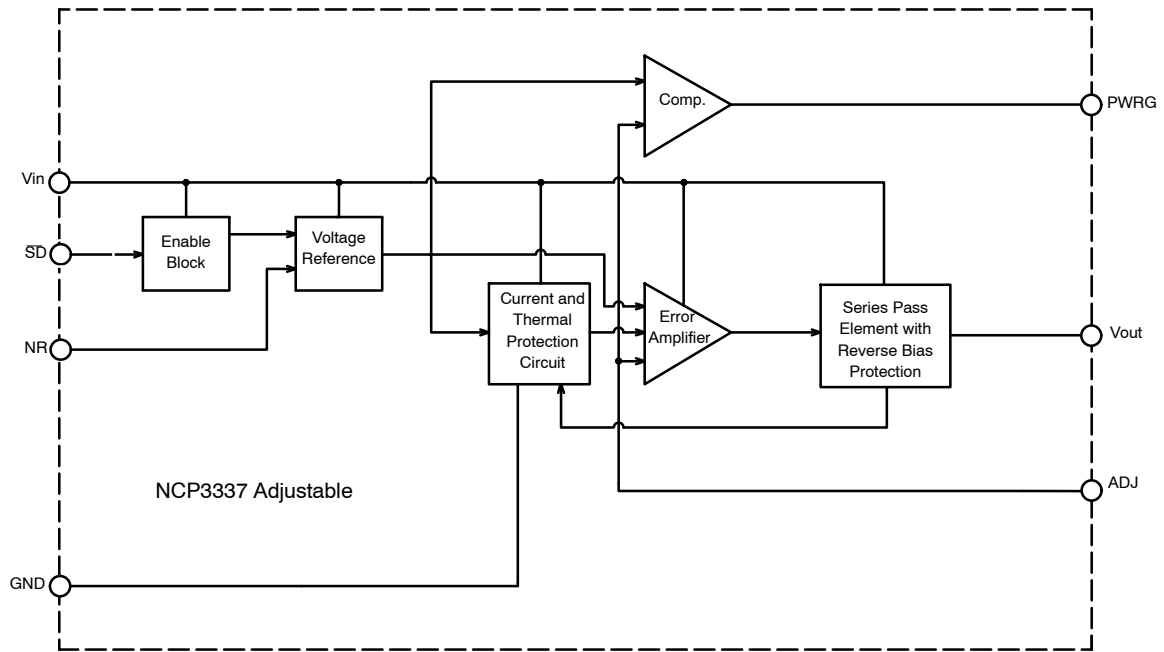 Comp.
PWRG
Vin
SD
Enable
Block
Voltage
Reference
NR
Current and
Thermal
Protection
Circuit
Error
Amplifier
Series Pass
Element with
Reverse Bias
Protection
Vout
NCP3337 Adjustable
ADJ
GND